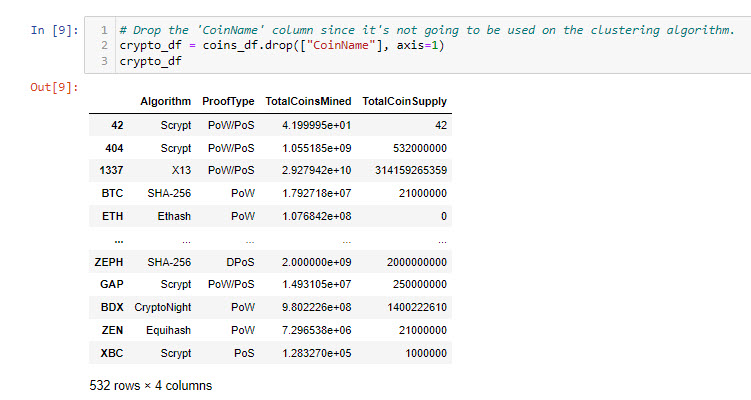 In [9]:
1 # Drop the 'CoinName' column since it's not going to be used on the clustering algorithm.
2 crypto_df = coins_df.drop(["CoinName"], axis=1)
3 crypto_df
Out[9]:
Algorithm ProofType TotalCoinsMined TotalCoinSupply
42 Scrypt PoW/PoS 4.199995e+01 42
404 Scrypt PoW/PoS 1.055185e+09 532000000
1337 X13 PoW/PoS 2.927942e+10 314159265359
BTC SHA-256 PoW 1.792718e+07 21000000
ETH Ethash PoW 1.076842e+08 0
... ... ... ... ...
ZEPH SHA-256 DPoS 2.000000e+09 2000000000
GAP Scrypt PoW/PoS 1.493105e+07 250000000
BDX CryptoNight PoW 9.802226e+08 1400222610
ZEN Equihash PoW 7.296538e+06 21000000
XBC Scrypt PoS 1.283270e+05 1000000
532 rows × 4 columns